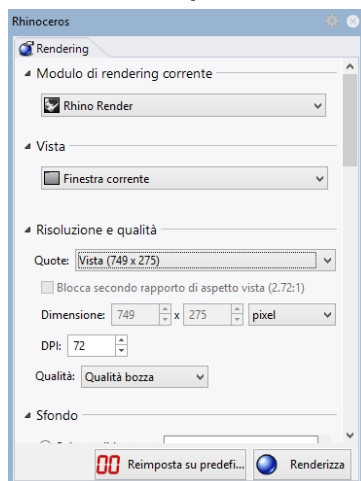 Rhinoceros
Rendering
Modulo di rendering corrente
Rhino Render
Vista
Finestra corrente
Risoluzione e qualità
Quote: Vista (749 x 275)
Blocca secondo rapporto di aspetto vista (2.72:1)
Dimensione: 749 x 275 pixel
DPI: 72
Qualità: Qualità bozza
Sfondo
Reimposta su predefi... Renderizza